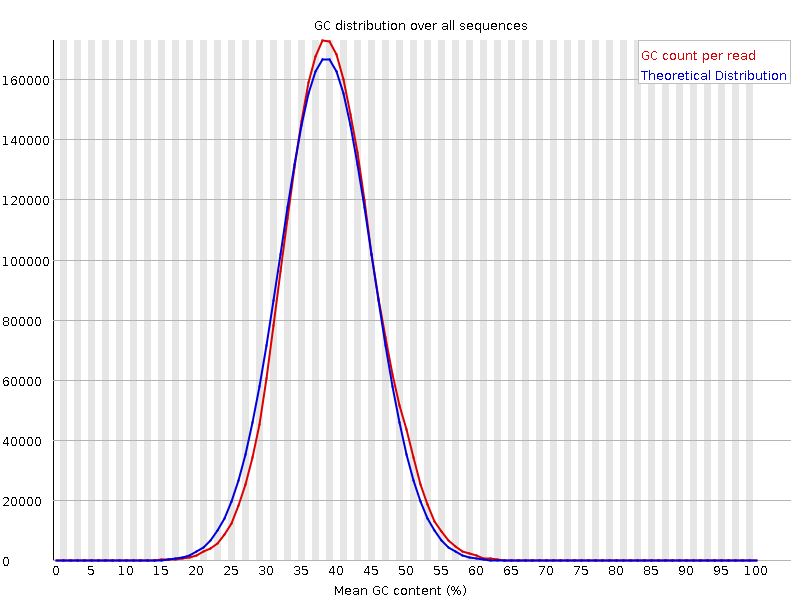 GC distribution over all sequences
GC count per read
Theoretical Distribution
160000
140000
120000
100000
80000
60000
40000
20000
0
0 5 10 15 20 25 30 35 40 45 50 55 60 65 70 75 80 85 90 95 100
Mean GC content (%)